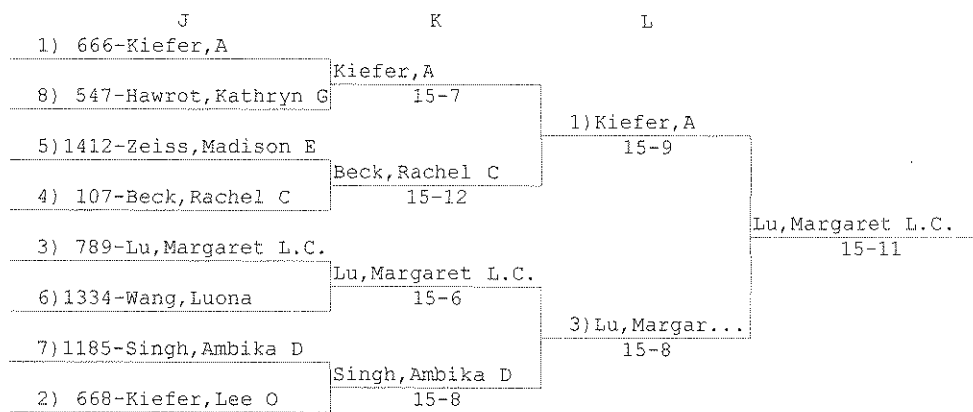 J K L
1) 666-Kiefer,A
Kiefer,A
8) 547-Hawrot,Kathryn G
15-7
1)Kiefer,A
5)1412-Zeiss,Madison E
15-9
Beck,Rachel C
4) 107-Beck,Rachel C
15-12
Lu,Margaret L.C.
3) 789-Lu,Margaret L.C.
15-11
Lu,Margaret L.C.
6)1334-Wang,Luona
15-6
3)Lu,Margar...
7)1185-Singh,Ambika D
15-8
Singh,Ambika D
2) 668-Kiefer,Lee O
15-8